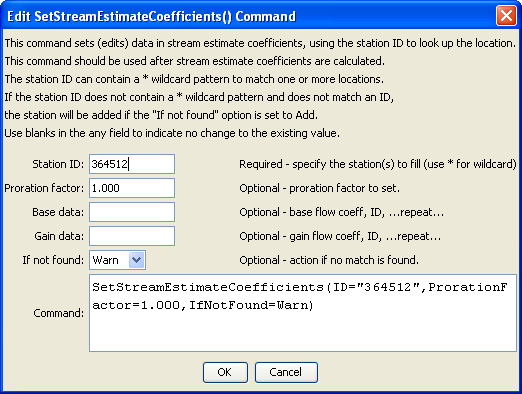 Edit SetStreamEstimateCoefficients() Command
This command sets (edits) data in stream estimate coefficients, using the station ID to look up the location.
This command should be used after stream estimate coefficients are calculated.
The station ID can contain a * wildcard pattern to match one or more locations.
If the station ID does not contain a * wildcard pattern and does not match an ID,
the station will be added if the "If not found" option is set to Add.
Use blanks in the any field to indicate no change to the existing value.
Station ID: 364512 Required - specify the station(s) to fill (use * for wildcard)
Proration factor: 1.000 Optional - proration factor to set.
Base data: Optional - base flow coeff, ID, ...repeat...
Gain data: Optional - gain flow coeff, ID, ...repeat...
If not found: Warn Optional - action if no match is found.
Command: SetStreamEstimateCoefficients(ID="364512",ProrationF
actor=1.000,IfNotFound=Warn)
OK Cancel